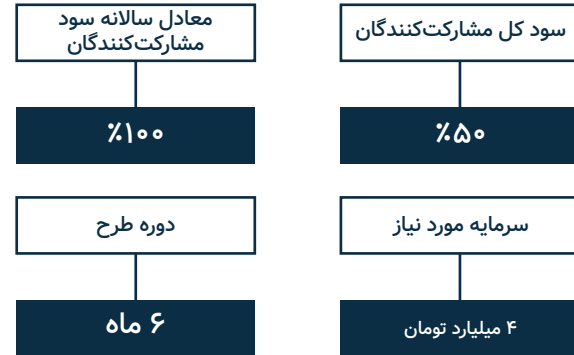 سود کل مشارکت‌کنندگان
٪۵۰
معادل سالانه سود
مشارکت‌کنندگان
٪۱۰۰
سرمایه مورد نیاز
۴ میلیارد تومان
دوره طرح
۶ ماه